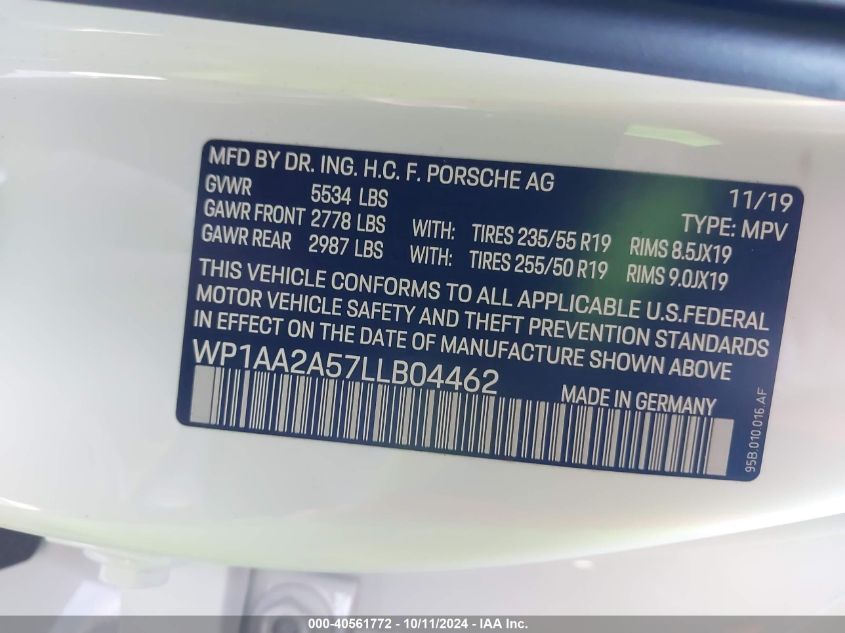 MFD BY DR. ING. H.C. F. PORSCHE AG 11/19
GVWR 5534 LBS TYPE: MPV
GAWR FRONT 2778 LBS WITH: TIRES 235/55 R19 RIMS 8.5JX19
GAWR REAR 2987 LBS WITH: TIRES 255/50 R19 RIMS 9.0JX19
THIS VEHICLE CONFORMS TO ALL APPLICABLE U.S.FEDERAL
MOTOR VEHICLE SAFETY AND THEFT PREVENTION STANDARDS
IN EFFECT ON THE DATE OF MANUFACTURE SHOWN ABOVE
WP1AA2A57LLB04462
MADE IN GERMANY
95B.010.016.AF
000-40561772 - 10/11/2024 - IAA Inc.